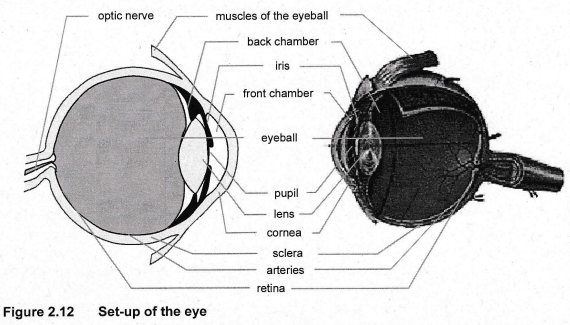 optic nerve
muscles of the eyeball
back chamber
iris
front chamber
eyeball
pupil
lens
cornea
sclera
arteries
retina
Figure 2.12 Set-up of the eye